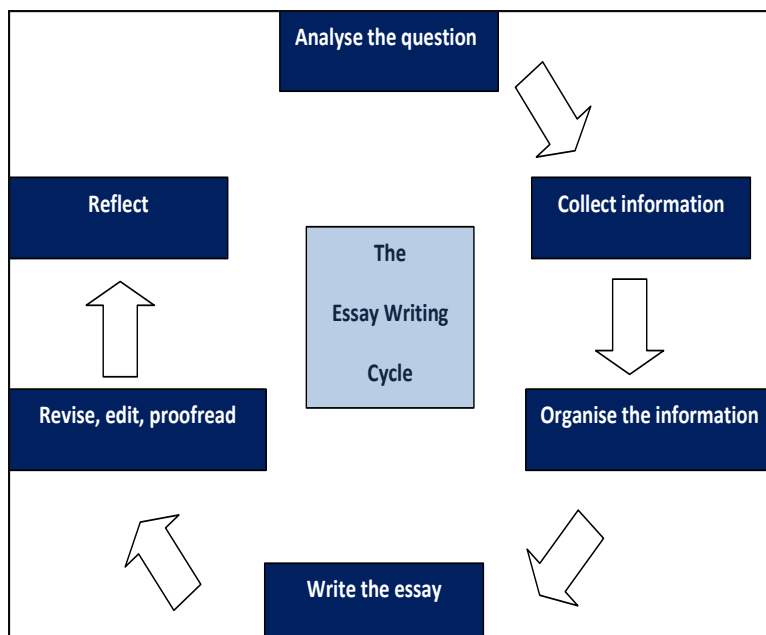 Analyse the question
Reflect
Collect information
The
Essay Writing
Cycle
Revise, edit, proofread
Organise the information
Write the essay